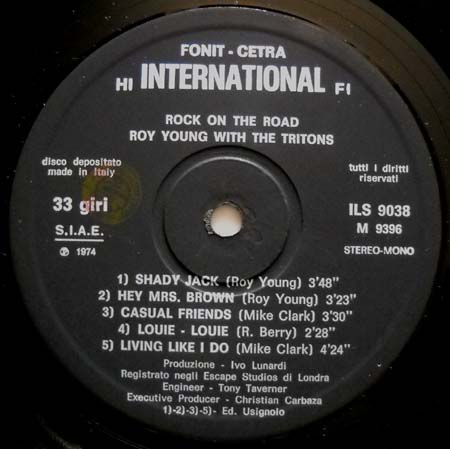 FONIT - CETRA
HI INTERNATIONAL FI
ROCK ON THE ROAD
ROY YOUNG WITH THE TRITONS
disco depositato
made in Italy
tutti i diritti
riservati
33 giri
ILS 9038
M 9396
S.I.A.E.
STEREO-MONO
℗ 1974
1) SHADY JACK (Roy Young) 3'48"
2) HEY MRS. BROWN (Roy Young) 3'23"
3) CASUAL FRIENDS (Mike Clark) 3'30"
4) LOUIE - LOUIE (R. Berry) 2'28"
5) LIVING LIKE I DO (Mike Clark) 4'24"
Produzione - Ivo Lunardi
Registrato negli Escape Studios di Londra
Engineer - Tony Taverner
Executive Producer - Christian Carbaza
1)-2)-3)-5)- Ed. Usignolo